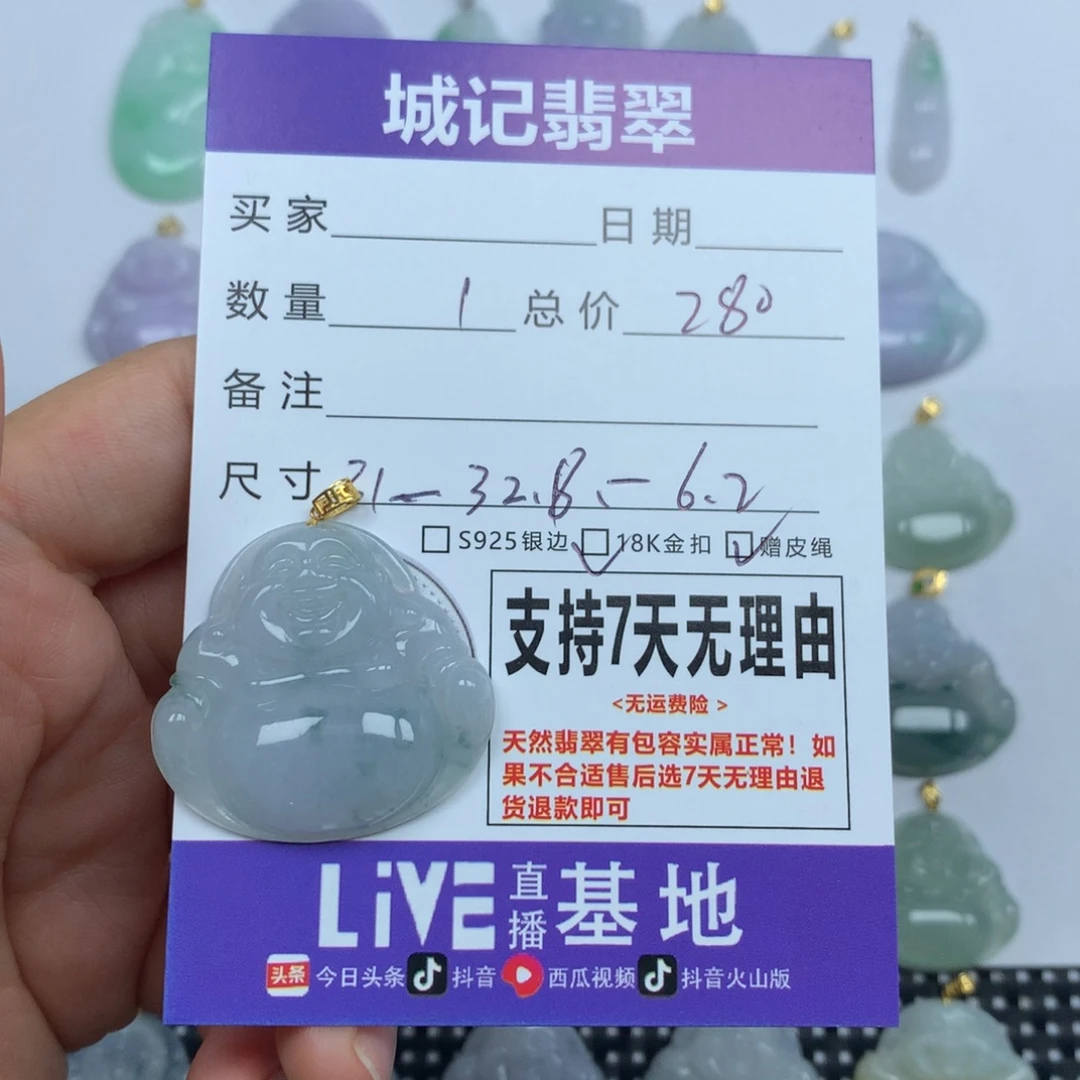 城记翡翠
买家 日期
数量 1 总价 280
备注
尺寸 31-32.8-6.2
S925银边 18K金扣 赠皮绳
支持7天无理由
<无运费险>
天然翡翠有包容实属正常！如
果不合适售后选7天无理由退
货退款即可
LiVE直播基地
头条 今日头条 抖音 西瓜视频 抖音火山版